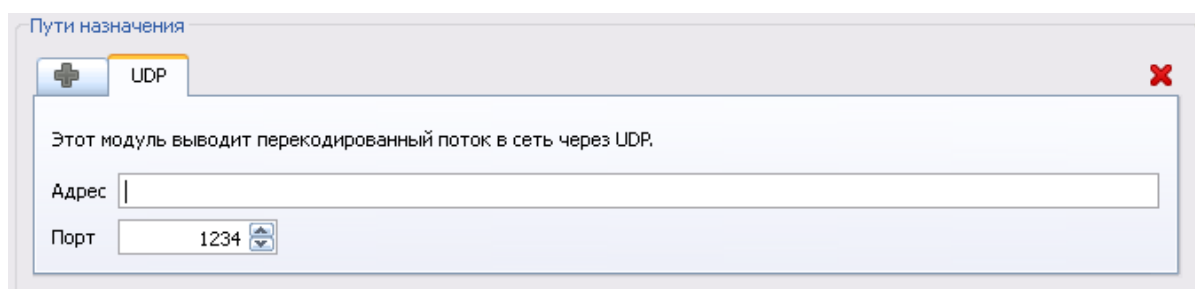 Пути назначения
UDP
Этот модуль выводит перекодированный поток в сеть через UDP.
Адрес
Порт 1234